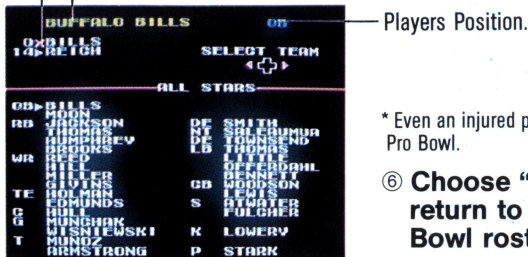 BUFFALO BILLS QB
Players Position.
0×BILLS
14▸REICH SELECT TEAM
ALL STARS
QB▸BILLS
MOON
RB JACKSON DE SMITH
THOMAS NT SALEAUMUA
HUMPHREY DE TOWNSEND
BROOKS LB THOMAS
WR REED LITTLE
HILL OFFERDAHL
MILLER BENNETT
GIVINS CB WOODSON
TE HOLMAN LEWIS
EDMUNDS S ATWATER
C HULL FULCHER
G MUNCHAK
WISNIEWSKI K LOWERY
T MUNOZ
ARMSTRONG P STARK
* Even an injured p
Pro Bowl.
⑥ Choose “
return to
Bowl rost